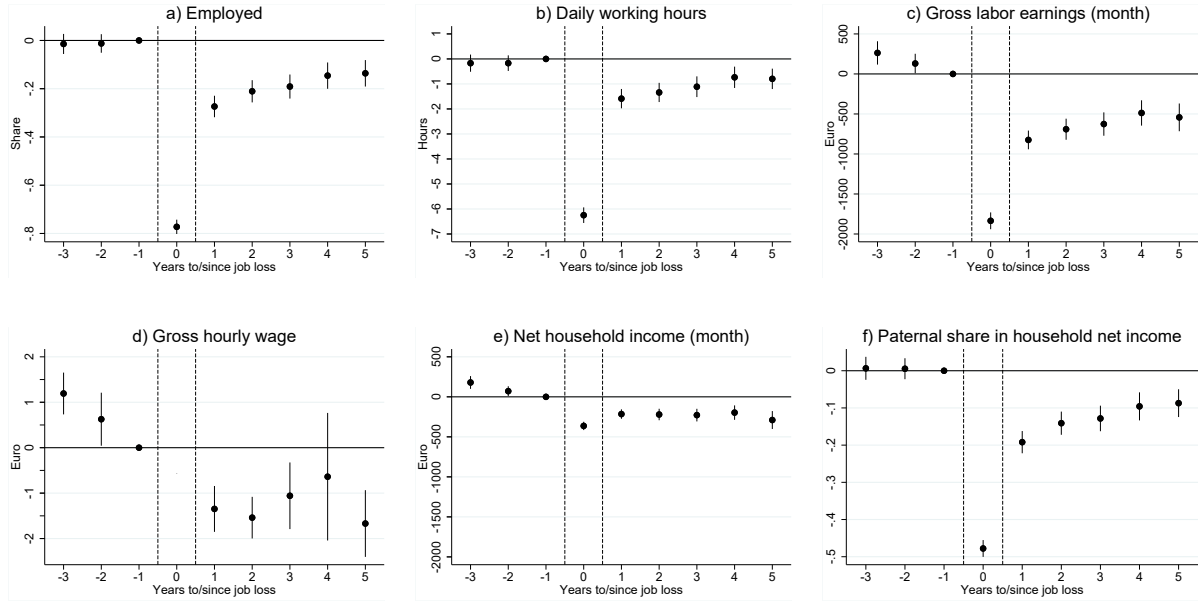 a) Employed
0
-.2
-.4
-.6
-.8
Share
-3 -2 -1 0 1 2 3 4 5
Years to/since job loss
b) Daily working hours
1
0
-1
-2
-3
-4
-5
-6
-7
Hours
-3 -2 -1 0 1 2 3 4 5
Years to/since job loss
c) Gross labor earnings (month)
500
0
-500
-1000
-1500
-2000
Euro
-3 -2 -1 0 1 2 3 4 5
Years to/since job loss
d) Gross hourly wage
2
1
0
-1
-2
Euro
-3 -2 -1 0 1 2 3 4 5
Years to/since job loss
e) Net household income (month)
500
0
-500
-1000
-1500
-2000
Euro
-3 -2 -1 0 1 2 3 4 5
Years to/since job loss
f) Paternal share in household net income
0
-.1
-.2
-.3
-.4
-.5
-3 -2 -1 0 1 2 3 4 5
Years to/since job loss